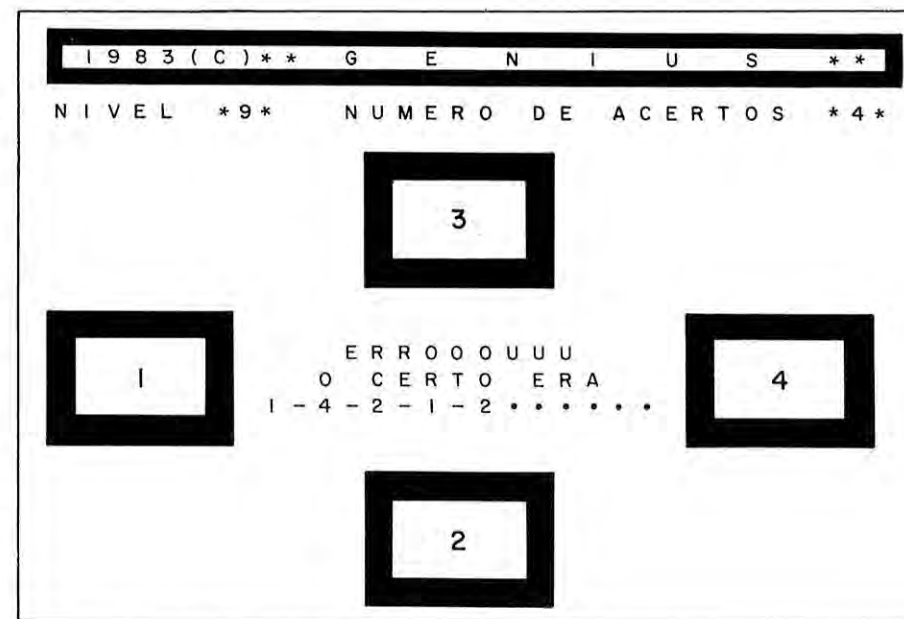 1983(C)** G E N I U S **
NIVEL *9* NUMERO DE ACERTOS *4*
3
ERROOOUUU
1 O CERTO ERA 4
1-4-2-1-2......
2